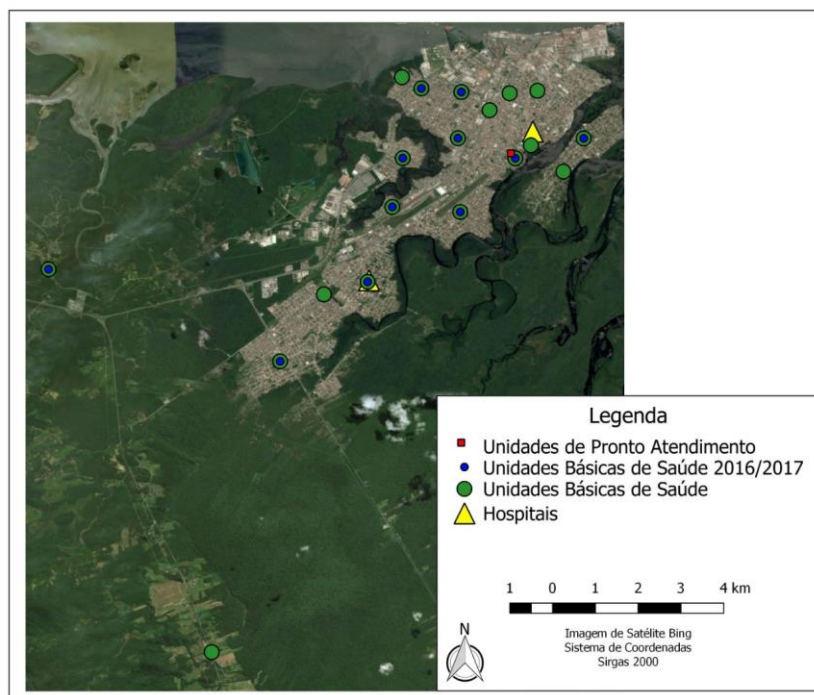 Legenda
Unidades de Pronto Atendimento
Unidades Básicas de Saúde 2016/2017
Unidades Básicas de Saúde
Hospitais
1 0 1 2 3 4 km
N
Imagem de Satélite Bing
Sistema de Coordenadas
Sirgas 2000